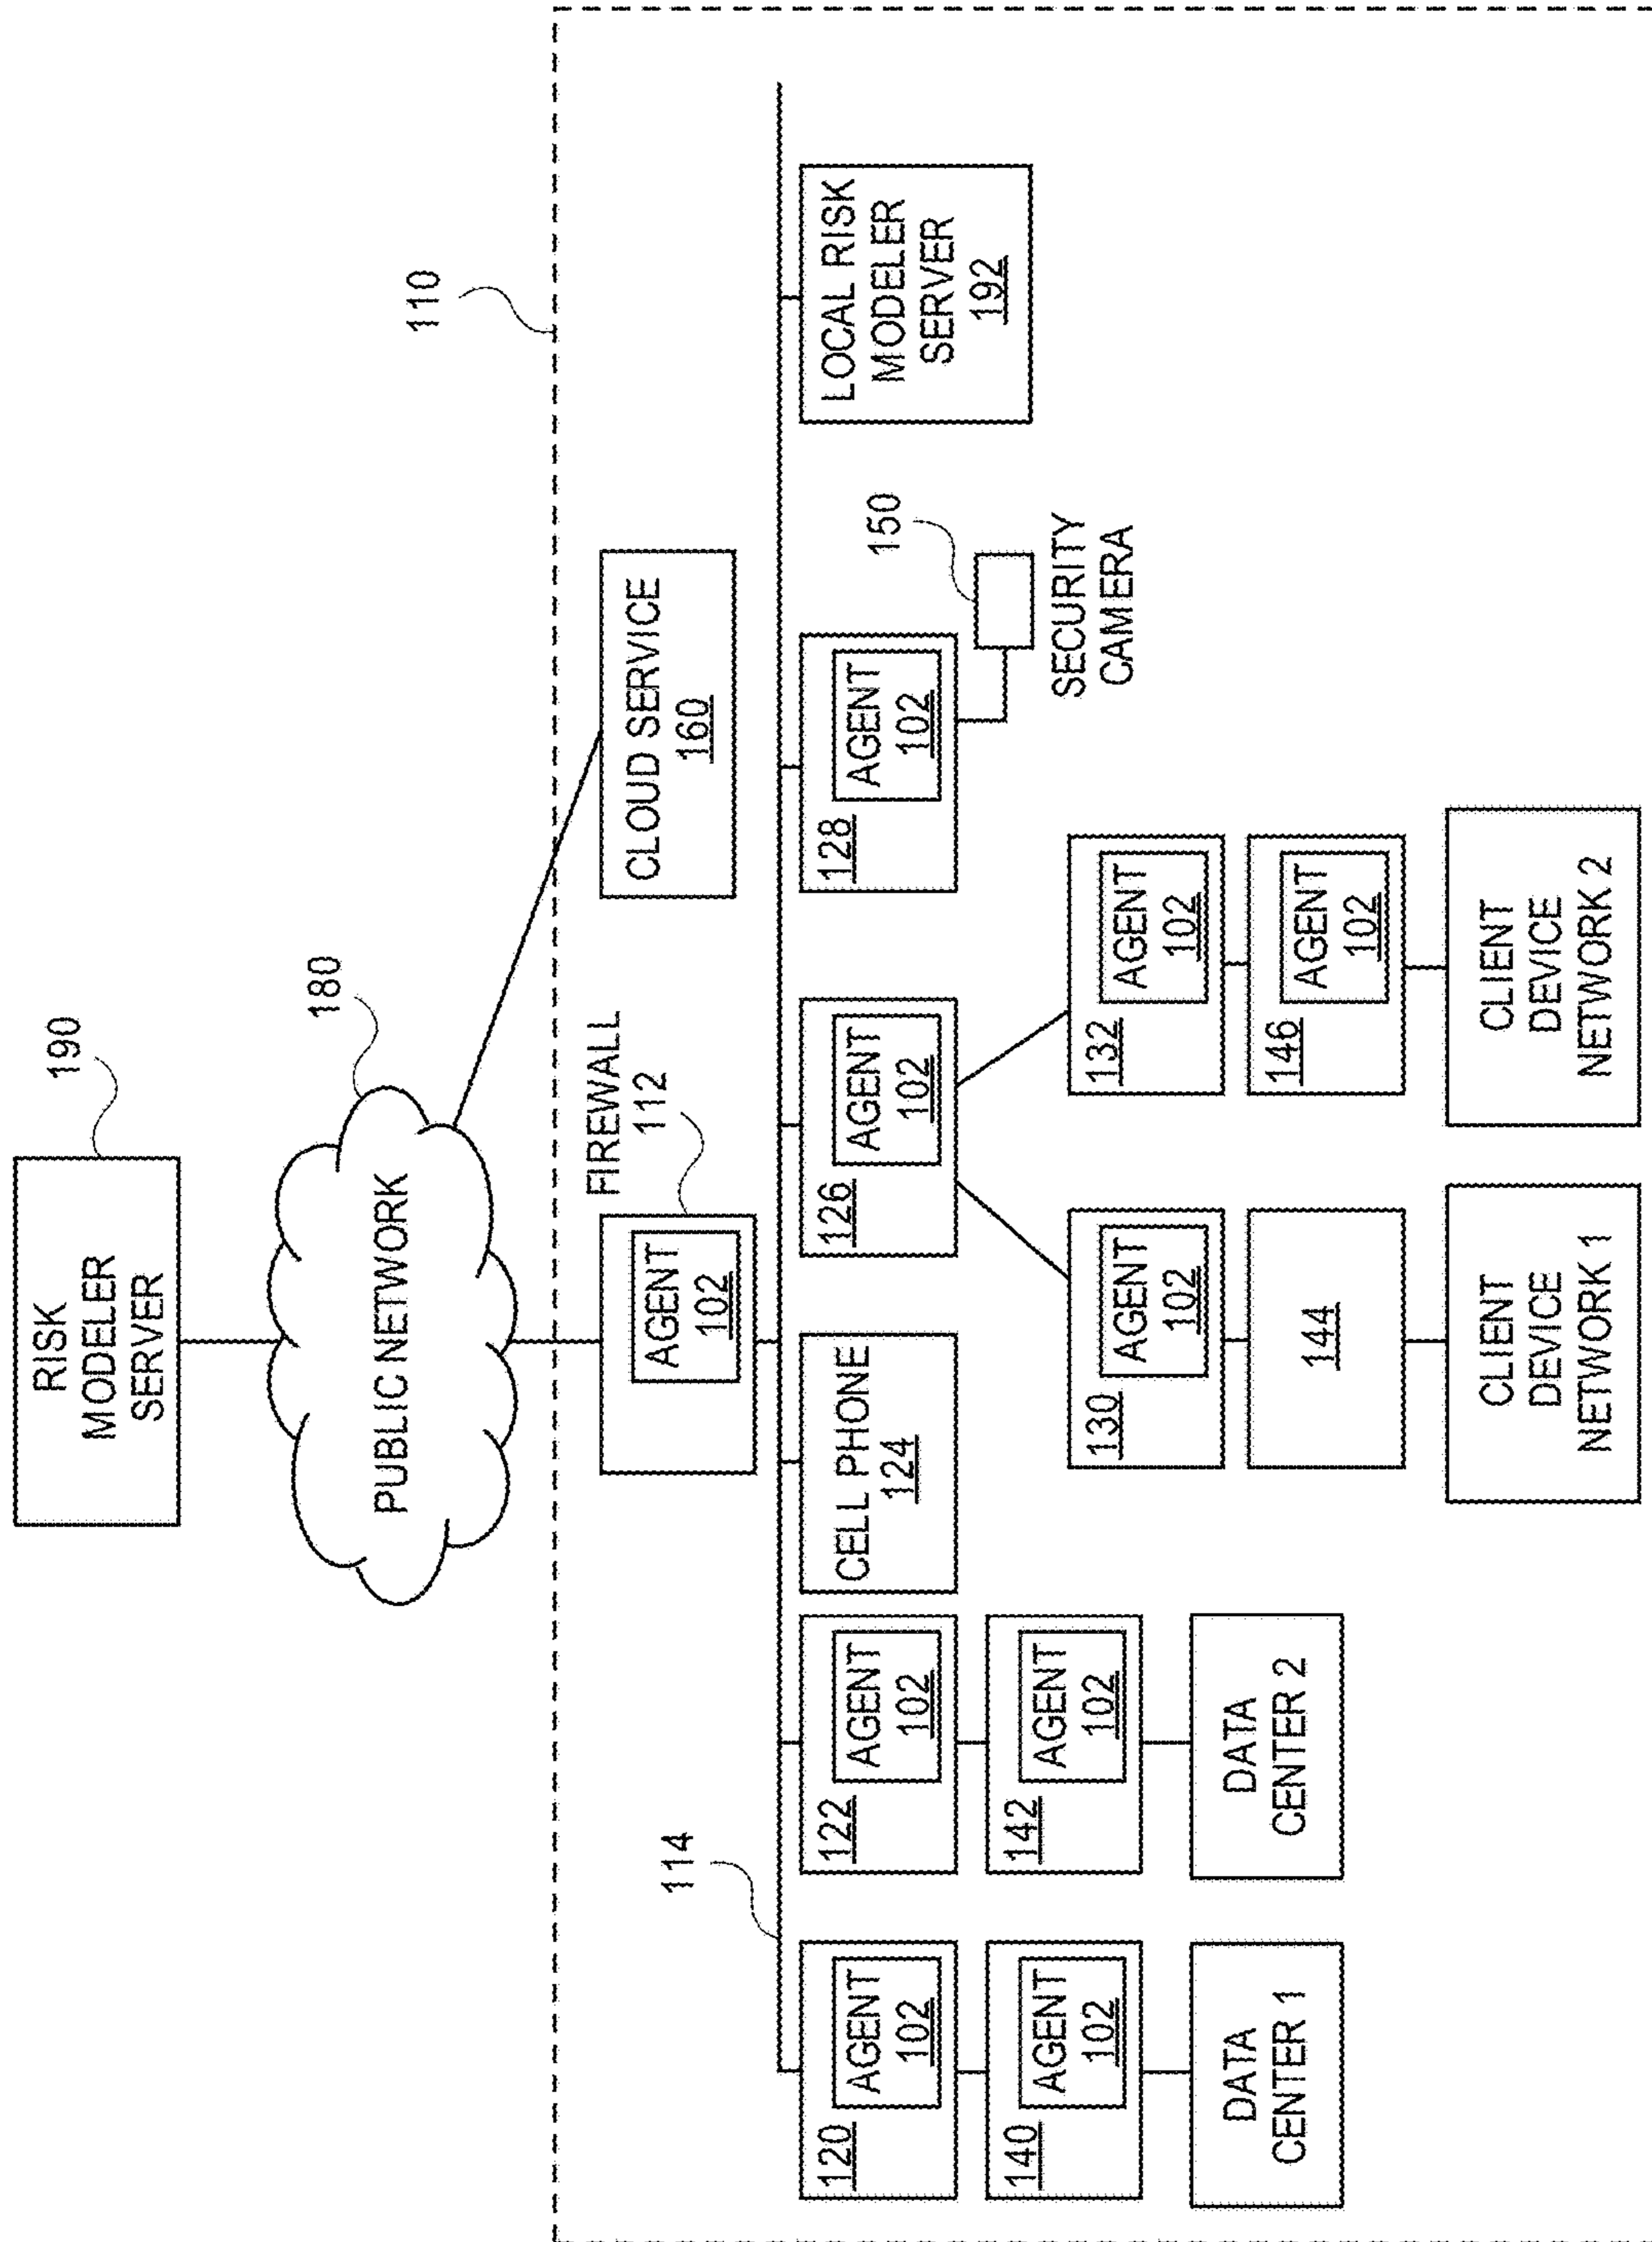 RISK
MODELER
SERVER
190
180
PUBLIC NETWORK
110
FIREWALL
112
AGENT
102
CLOUD SERVICE
160
114
120
AGENT
102
122
AGENT
102
CELL PHONE
124
126
AGENT
102
128
AGENT
102
LOCAL RISK
MODELER
SERVER
192
150
SECURITY
CAMERA
140
AGENT
102
142
AGENT
102
130
AGENT
102
132
AGENT
102
DATA
CENTER 1
DATA
CENTER 2
144
146
AGENT
102
CLIENT
DEVICE
NETWORK 1
CLIENT
DEVICE
NETWORK 2